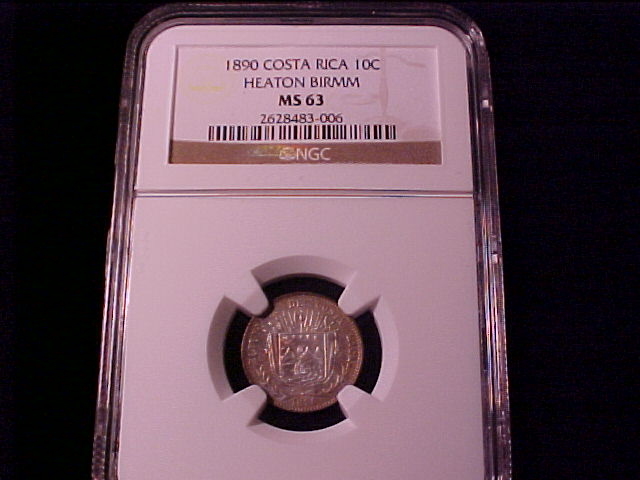 1890 COSTA RICA 10C
HEATON BIRMM
MS 63
2628483-006
NGC